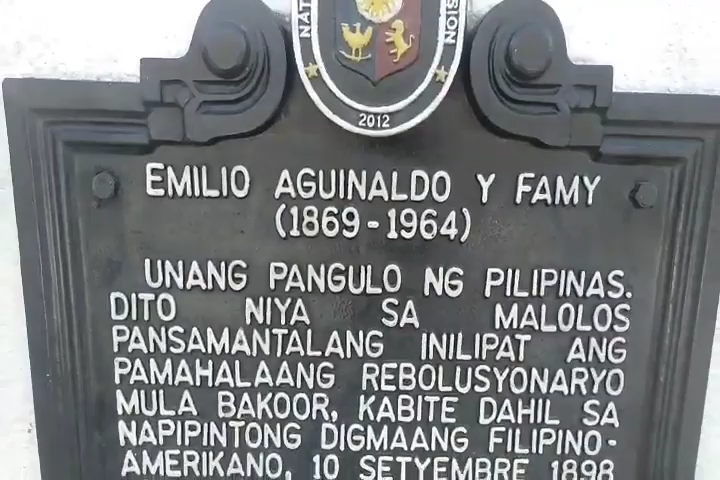 2012
EMILIO AGUINALDO Y FAMY
(1869-1964)
UNANG PANGULO NG PILIPINAS.
DITO NIYA SA MALOLOS
PANSAMANTALANG INILIPAT ANG
PAMAHALAANG REBOLUSYONARYO
MULA BAKOOR, KABITE DAHIL SA
NAPIPINTONG DIGMAANG FILIPINO-
AMERIKANO, 10 SETYEMBRE 1898